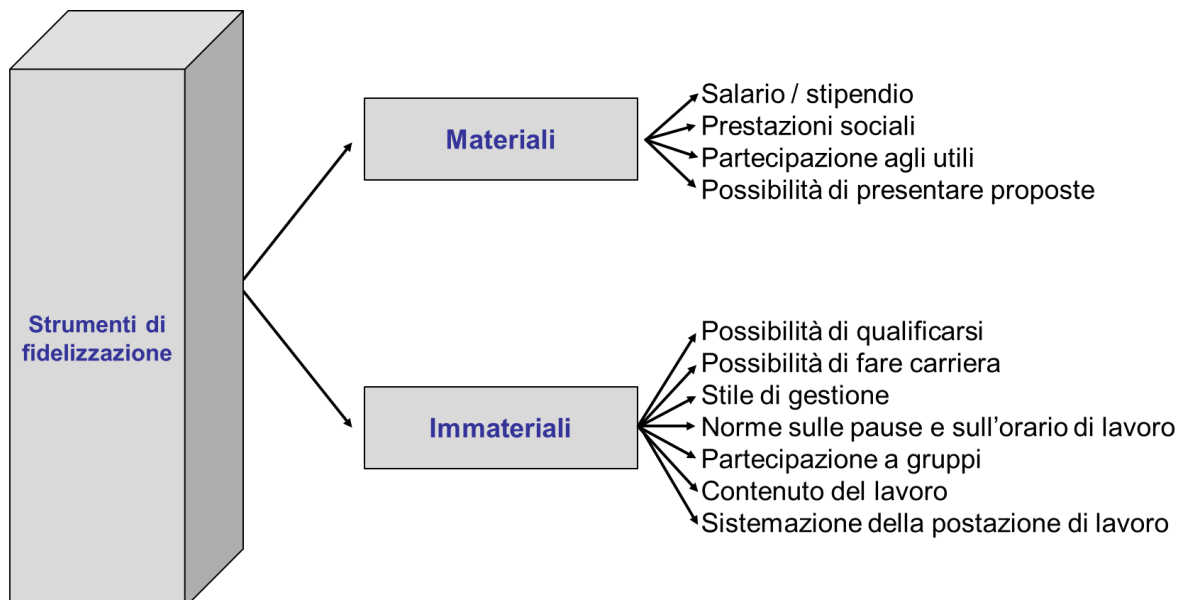 Strumenti di
fidelizzazione
Materiali
Salario / stipendio
Prestazioni sociali
Partecipazione agli utili
Possibilità di presentare proposte
Immateriali
Possibilità di qualificarsi
Possibilità di fare carriera
Stile di gestione
Norme sulle pause e sull’orario di lavoro
Partecipazione a gruppi
Contenuto del lavoro
Sistemazione della postazione di lavoro